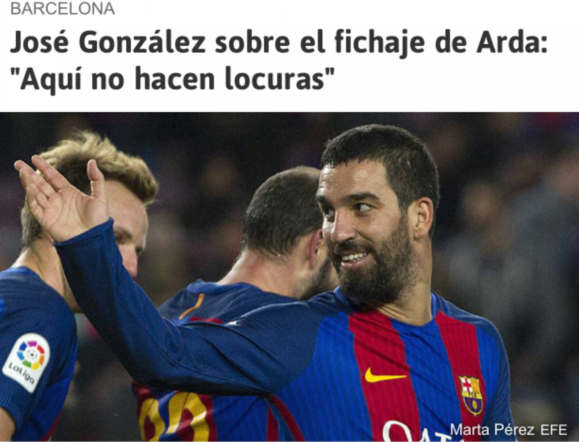 BARCELONA
José González sobre el fichaje de Arda:
"Aquí no hacen locuras"
LaLiga
Marta Pérez EFE